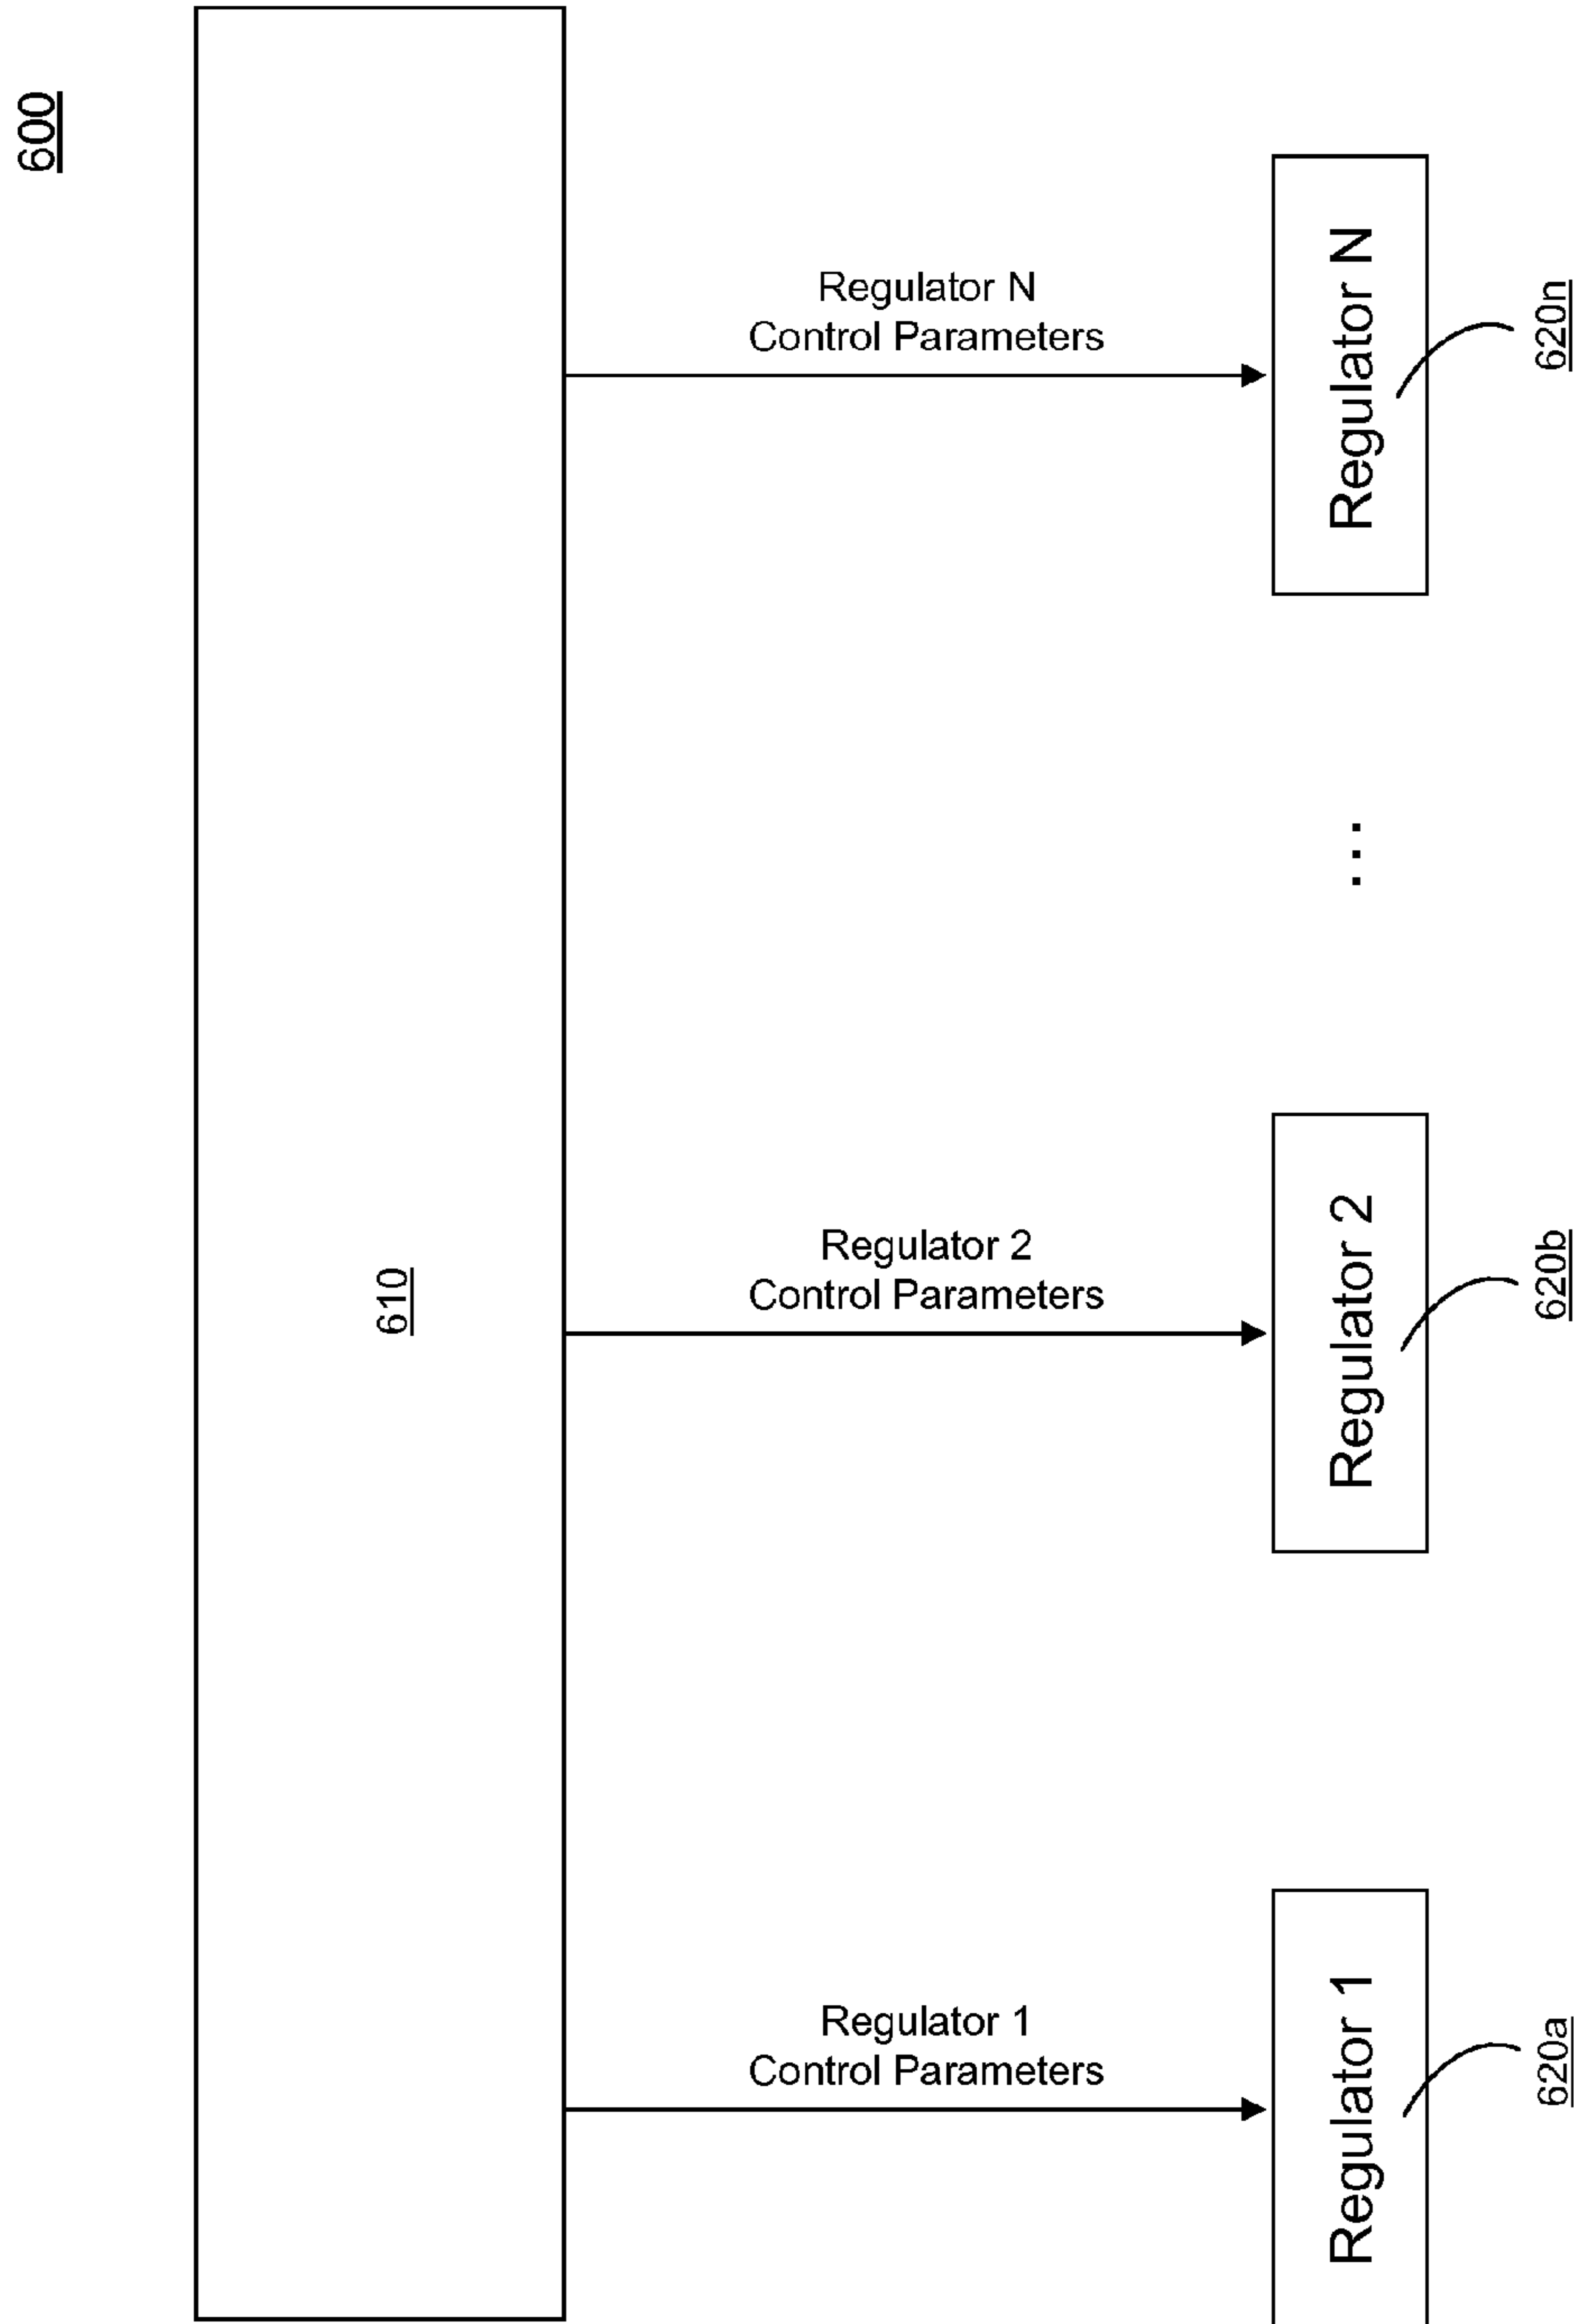 600
610
Regulator N
Control Parameters
Regulator 2
Control Parameters
Regulator 1
Control Parameters
Regulator N
620n
...
Regulator 2
620b
Regulator 1
620a